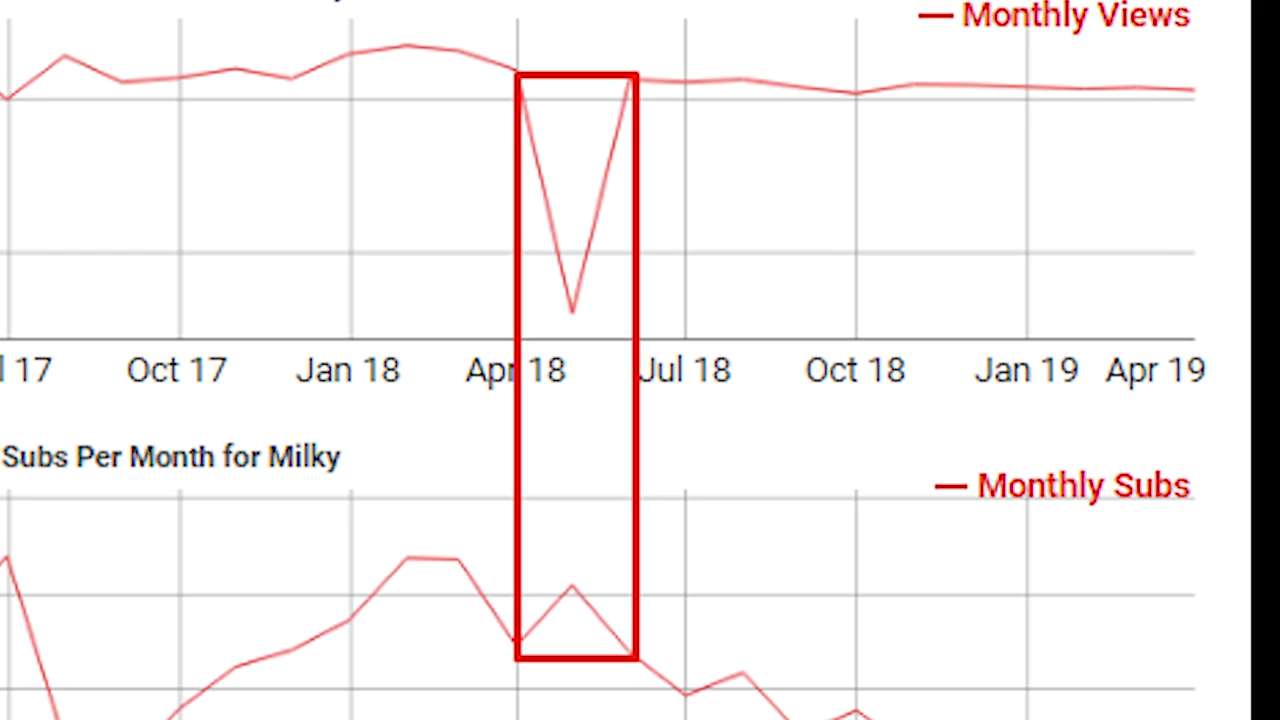 Monthly Views
17 Oct 17 Jan 18 Apr 18 Jul 18 Oct 18 Jan 19 Apr 19
Subs Per Month for Milky
Monthly Subs